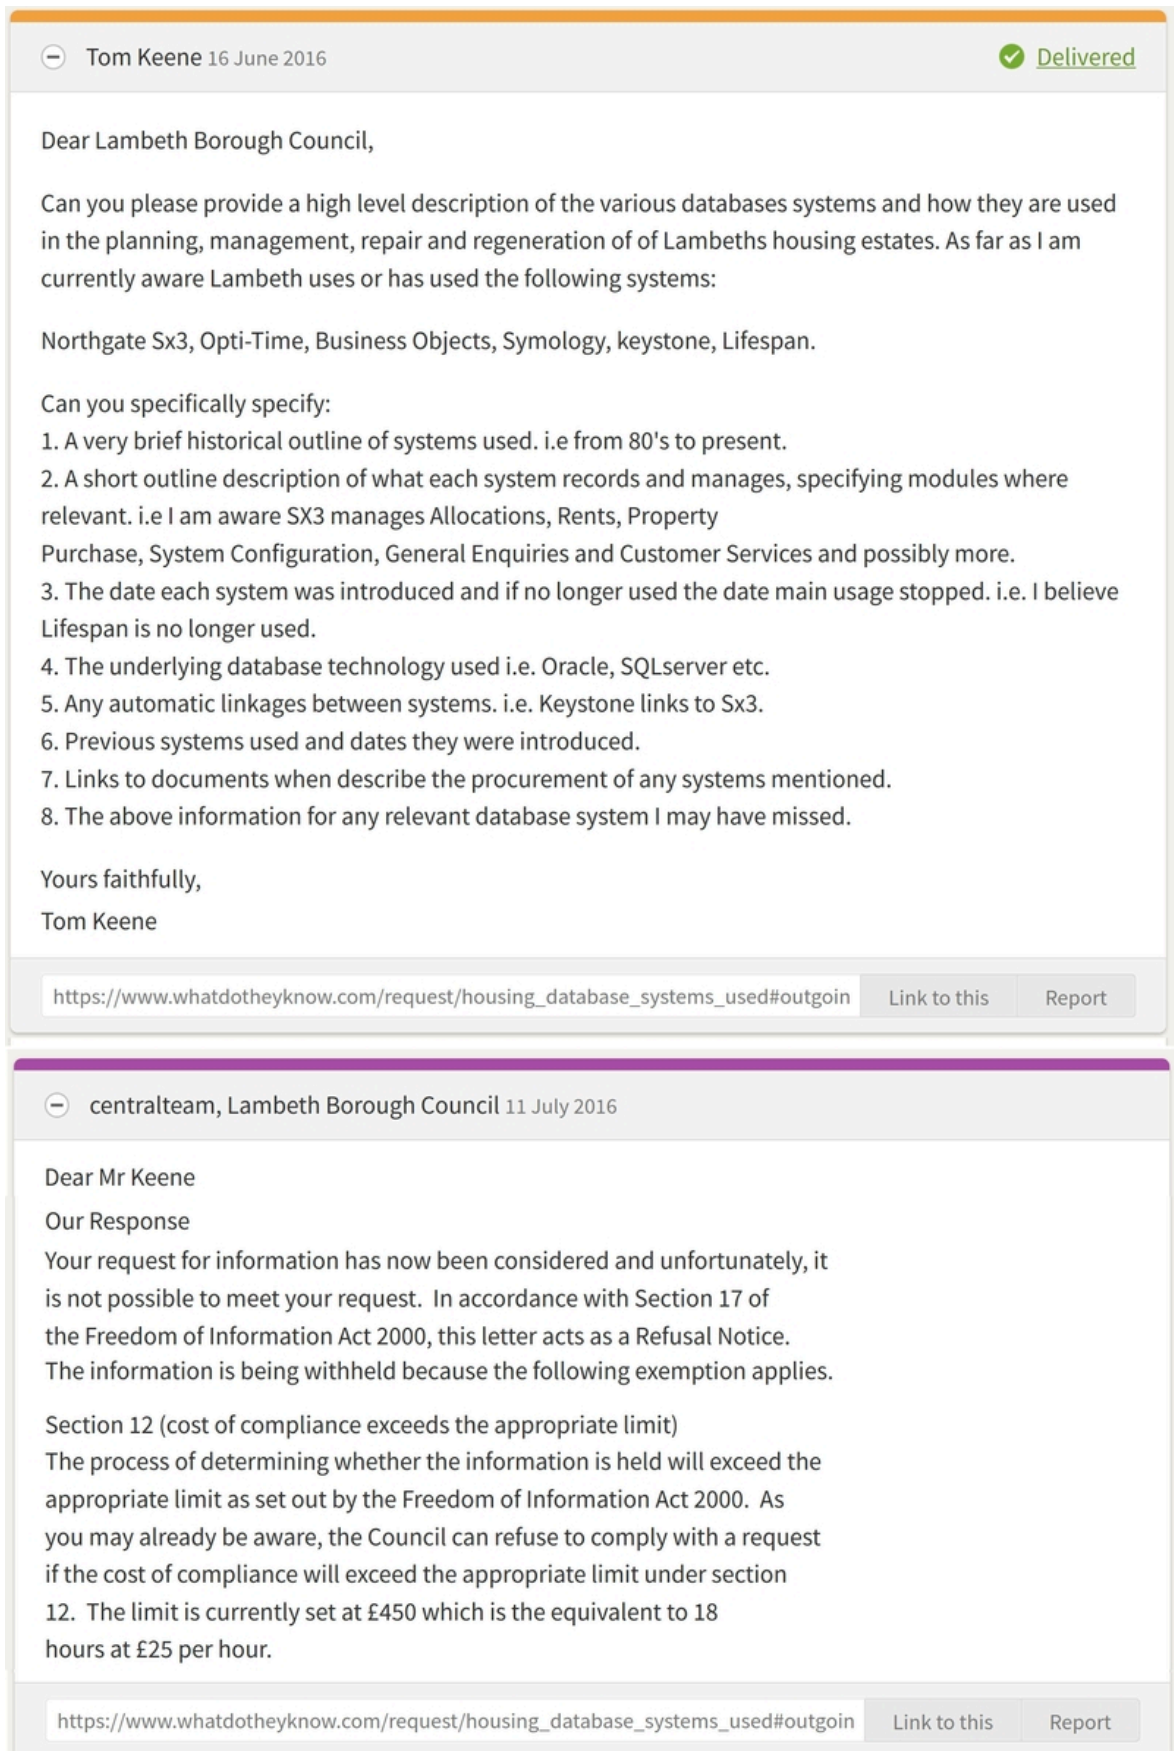 Tom Keene 16 June 2016
Delivered
Dear Lambeth Borough Council,
Can you please provide a high level description of the various databases systems and how they are used
in the planning, management, repair and regeneration of of Lambeths housing estates. As far as I am
currently aware Lambeth uses or has used the following systems:
Northgate Sx3, Opti-Time, Business Objects, Symology, keystone, Lifespan.
Can you specifically specify:
1. A very brief historical outline of systems used. i.e from 80's to present.
2. A short outline description of what each system records and manages, specifying modules where
relevant. i.e I am aware SX3 manages Allocations, Rents, Property
Purchase, System Configuration, General Enquiries and Customer Services and possibly more.
3. The date each system was introduced and if no longer used the date main usage stopped. i.e. I believe
Lifespan is no longer used.
4. The underlying database technology used i.e. Oracle, SQLserver etc.
5. Any automatic linkages between systems. i.e. Keystone links to Sx3.
6. Previous systems used and dates they were introduced.
7. Links to documents when describe the procurement of any systems mentioned.
8. The above information for any relevant database system I may have missed.
Yours faithfully,
Tom Keene
https://www.whatdotheyknow.com/request/housing_database_systems_used#outgoin
Link to this
Report
centralteam, Lambeth Borough Council 11 July 2016
Dear Mr Keene
Our Response
Your request for information has now been considered and unfortunately, it
is not possible to meet your request. In accordance with Section 17 of
the Freedom of Information Act 2000, this letter acts as a Refusal Notice.
The information is being withheld because the following exemption applies.
Section 12 (cost of compliance exceeds the appropriate limit)
The process of determining whether the information is held will exceed the
appropriate limit as set out by the Freedom of Information Act 2000. As
you may already be aware, the Council can refuse to comply with a request
if the cost of compliance will exceed the appropriate limit under section
12. The limit is currently set at £450 which is the equivalent to 18
hours at £25 per hour.
https://www.whatdotheyknow.com/request/housing_database_systems_used#outgoin
Link to this
Report